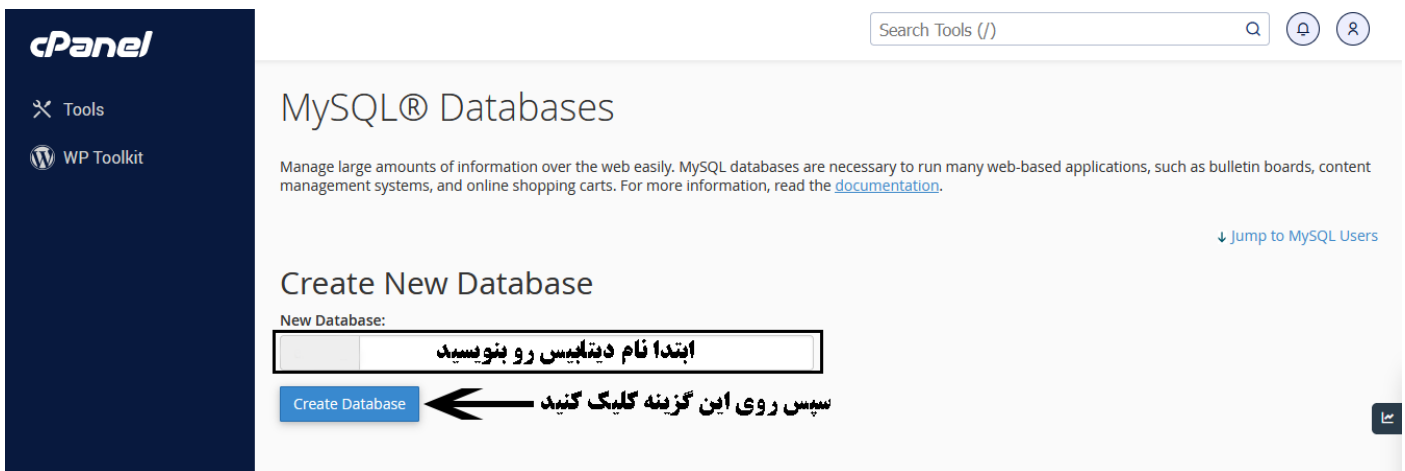 cPanel
Search Tools (/)
Tools
WP Toolkit
MySQL® Databases
Manage large amounts of information over the web easily. MySQL databases are necessary to run many web-based applications, such as bulletin boards, content
management systems, and online shopping carts. For more information, read the documentation.
Jump to MySQL Users
Create New Database
New Database:
ابتدا نام دیتابیس رو بنویسید
Create Database
سپس روی این گزینه کلیک کنید